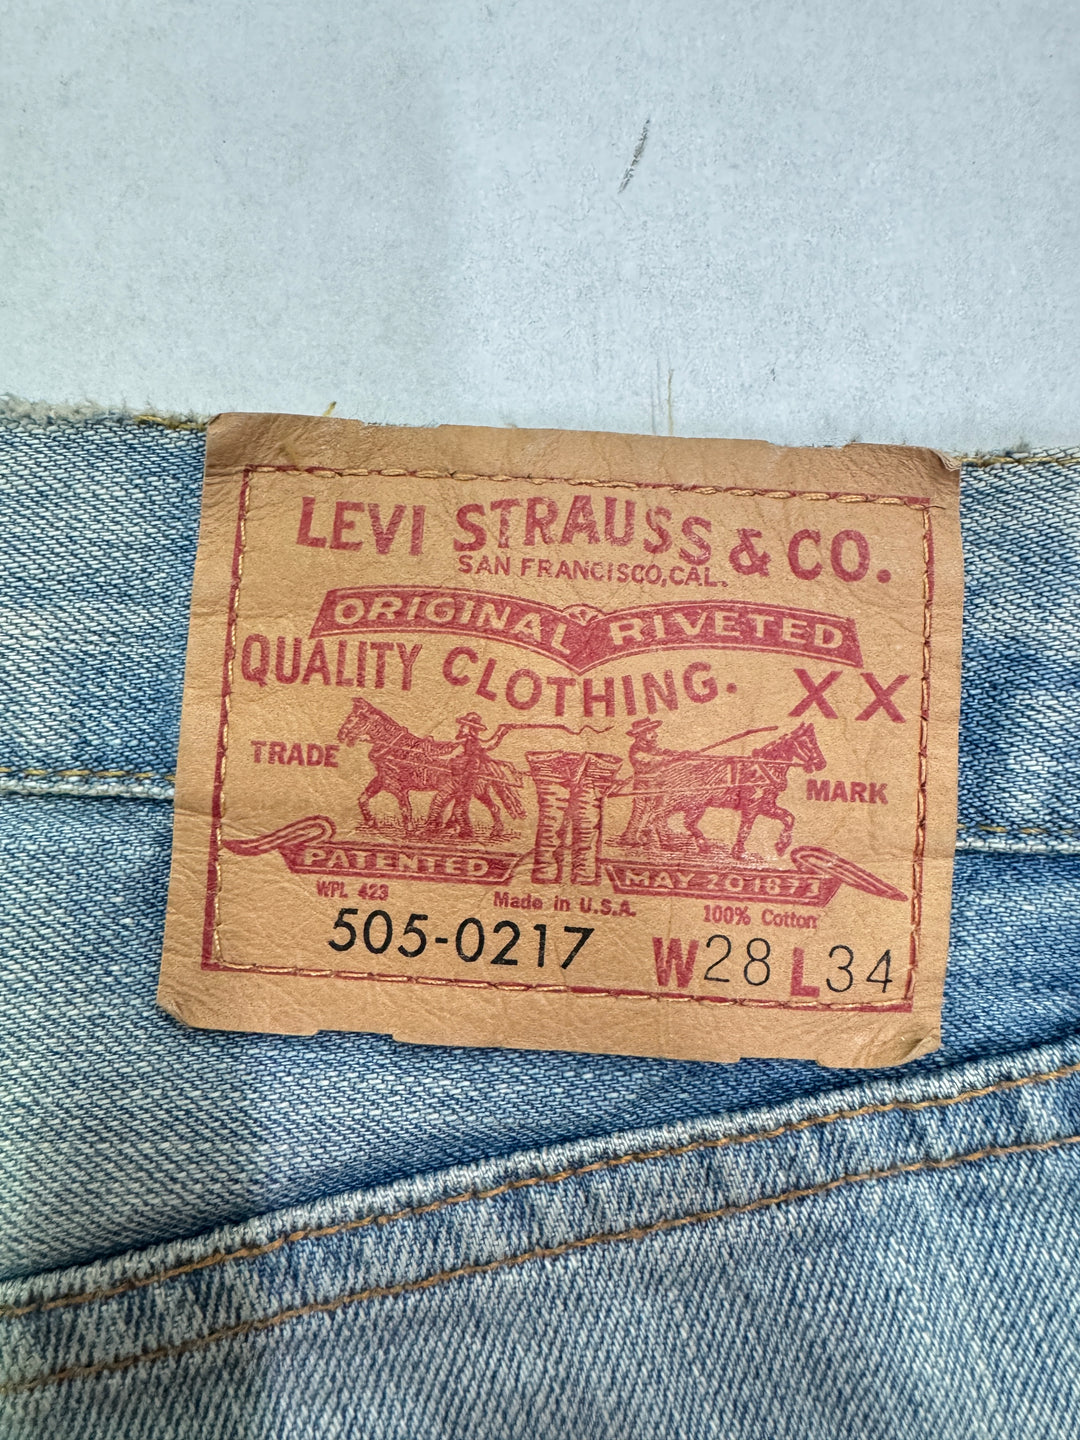 LEVI STRAUSS & CO.
SAN FRANCISCO, CAL.
ORIGINAL RIVETED
QUALITY CLOTHING. XX
TRADE MARK
PATENTED MAY 20 1873
WPL 423 Made in U.S.A. 100% Cotton
505-0217 W28 L34